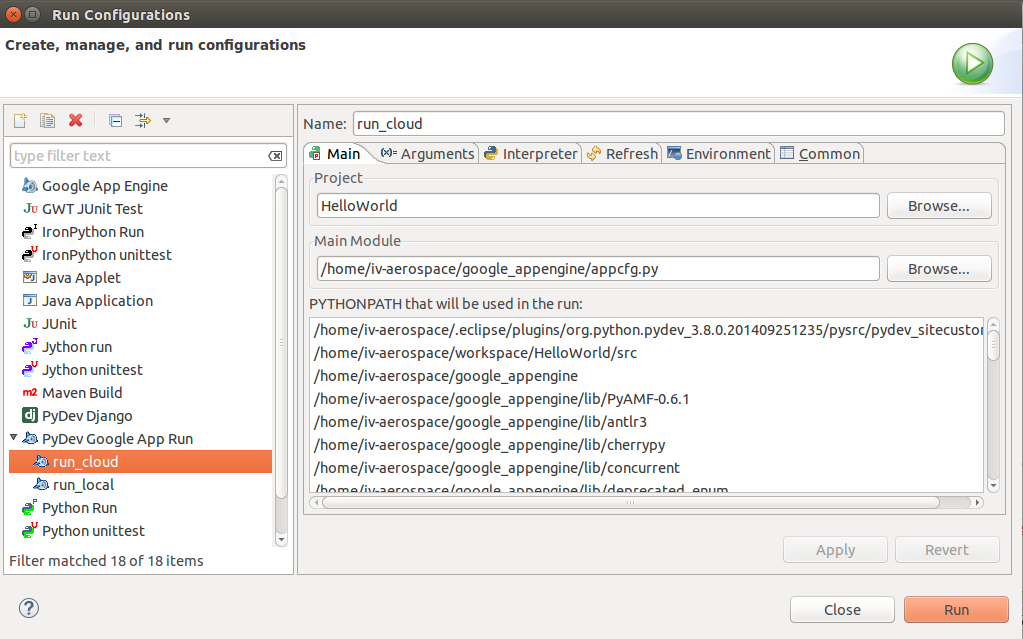 Run Configurations
Create, manage, and run configurations
type filter text
Google App Engine
Ju GWT JUnit Test
IronPython Run
IronPython unittest
Java Applet
Java Application
Ju JUnit
Jython run
Jython unittest
m2 Maven Build
dj PyDev Django
PyDev Google App Run
run_cloud
run_local
Python Run
Python unittest
Filter matched 18 of 18 items
Name: run_cloud
Main (x)= Arguments Interpreter Refresh Environment Common
Project
HelloWorld Browse...
Main Module
/home/iv-aerospace/google_appengine/appcfg.py Browse...
PYTHONPATH that will be used in the run:
/home/iv-aerospace/.eclipse/plugins/org.python.pydev_3.8.0.201409251235/pysrc/pydev_sitecustor
/home/iv-aerospace/workspace/HelloWorld/src
/home/iv-aerospace/google_appengine
/home/iv-aerospace/google_appengine/lib/PyAMF-0.6.1
/home/iv-aerospace/google_appengine/lib/antlr3
/home/iv-aerospace/google_appengine/lib/cherrypy
/home/iv-aerospace/google_appengine/lib/concurrent
/home/iv-aerospace/google_appengine/lib/deprecated_enum
Apply Revert
? Close Run